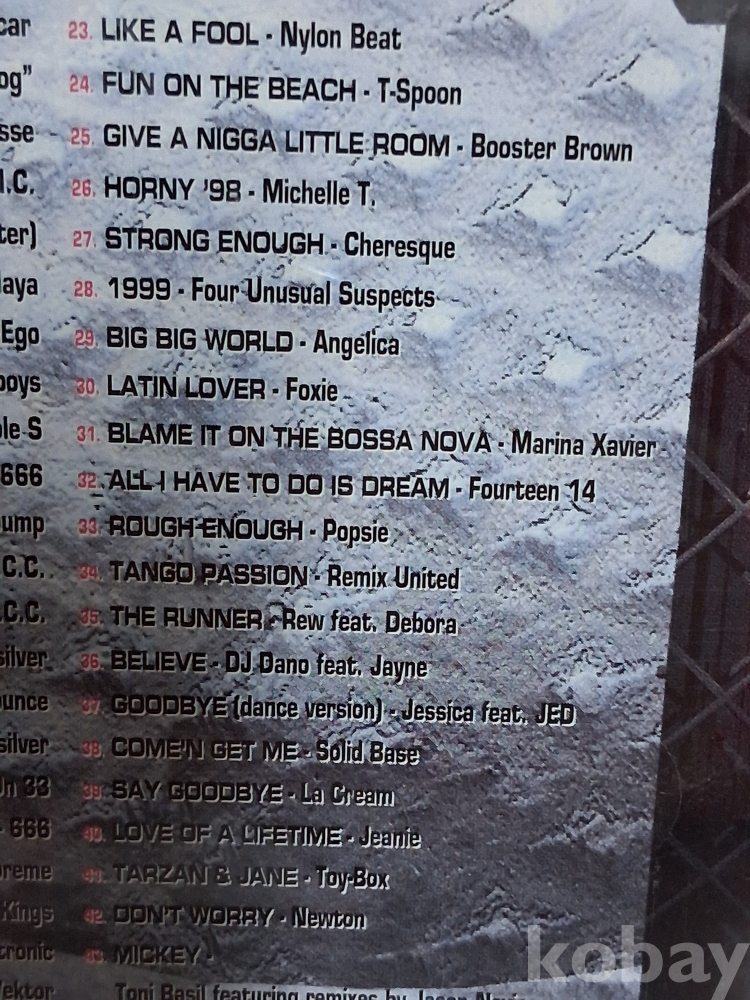 car 23. LIKE A FOOL - Nylon Beat
og" 24. FUN ON THE BEACH - T-Spoon
sse 25. GIVE A NIGGA LITTLE ROOM - Booster Brown
I.C. 26. HORNY '98 - Michelle T.
ter) 27. STRONG ENOUGH - Cheresque
laya 28. 1999 - Four Unusual Suspects
Ego 29. BIG BIG WORLD - Angelica
boys 30. LATIN LOVER - Foxie
ble S 31. BLAME IT ON THE BOSSA NOVA - Marina Xavier
666 32. ALL I HAVE TO DO IS DREAM - Fourteen 14
ump 33. ROUGH ENOUGH - Popsie
C.C. 34. TANGO PASSION - Remix United
C.C. 35. THE RUNNER - Rew feat. Debora
silver 36. BELIEVE - DJ Dano feat. Jayne
ounce 37. GOODBYE (dance version) - Jessica feat. JED
silver 38. COME'N GET ME - Solid Base
On 33 39. SAY GOODBYE - La Cream
- 666 40. LOVE OF A LIFETIME - Jeanie
reme 41. TARZAN & JANE - Toy-Box
Kings 42. DON'T WORRY - Newton
tronic 43. MICKEY -
Vektor Toni Basil featuring remixes by Jason
kobay